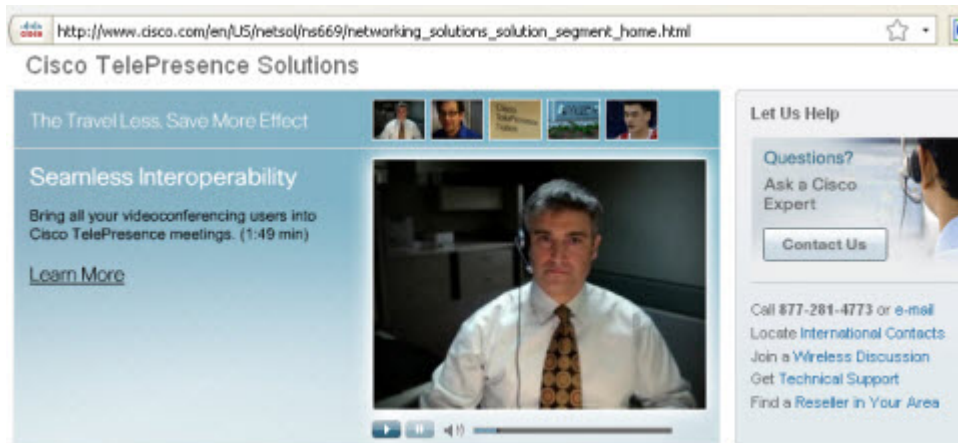 http://www.cisco.com/en/US/netsol/ns669/networking_solutions_solution_segment_home.html
Cisco TelePresence Solutions
The Travel Less, Save More Effect
Cisco
TelePresence
Seamless Interoperability
Bring all your videoconferencing users into
Cisco TelePresence meetings. (1:49 min)
Learn More
Let Us Help
Questions?
Ask a Cisco
Expert
Contact Us
Call 877-281-4773 or e-mail
Locate International Contacts
Join a Wireless Discussion
Get Technical Support
Find a Reseller in Your Area